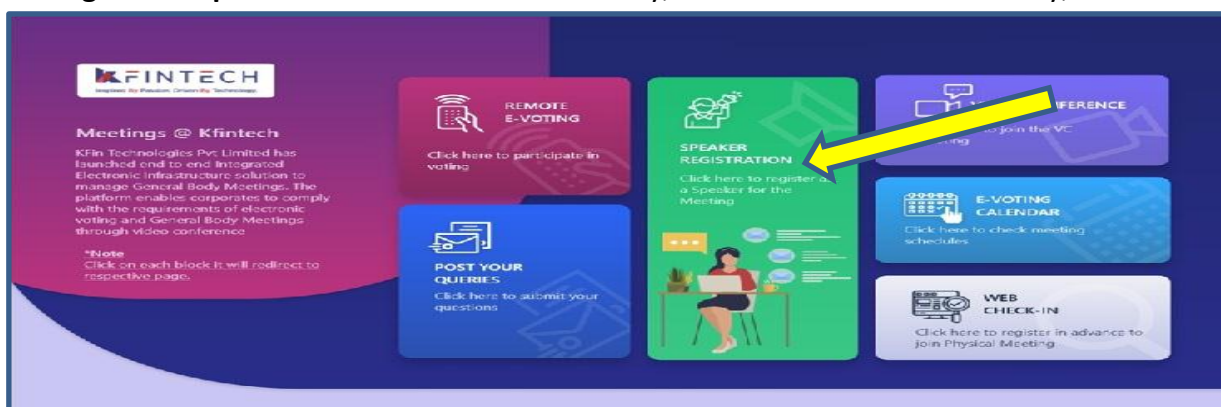 KFINTECH
Meetings @ Kfintech
KFin Technologies Pvt Limited has
launched end to end Integrated
Electronic Infrastructure solution to
manage General Body Meetings. The
platform enables corporates to comply
with the requirements of electronic
voting and General Body Meetings
through video conference
*Note
Click on each block it will redirect to
respective page.
REMOTE
E-VOTING
Click here to participate in
voting
POST YOUR
QUERIES
Click here to submit your
questions
SPEAKER
REGISTRATION
Click here to register
a Speaker for the
Meeting
to join the VC
E-VOTING
CALENDAR
Click here to check meeting
schedules
WEB
CHECK-IN
Click here to register in advance to
join Physical Meeting